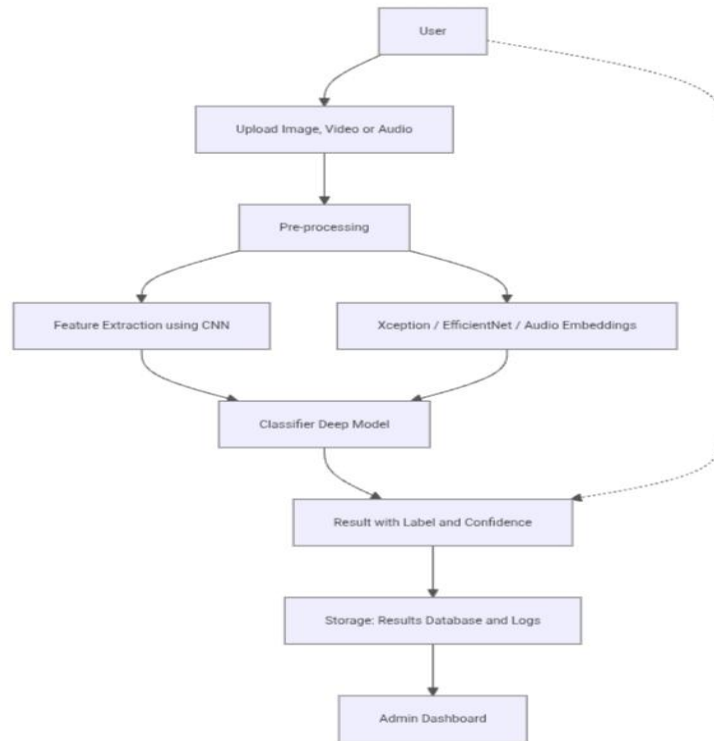 User
Upload Image, Video or Audio
Pre-processing
Feature Extraction using CNN
Xception / EfficientNet / Audio Embeddings
Classifier Deep Model
Result with Label and Confidence
Storage: Results Database and Logs
Admin Dashboard